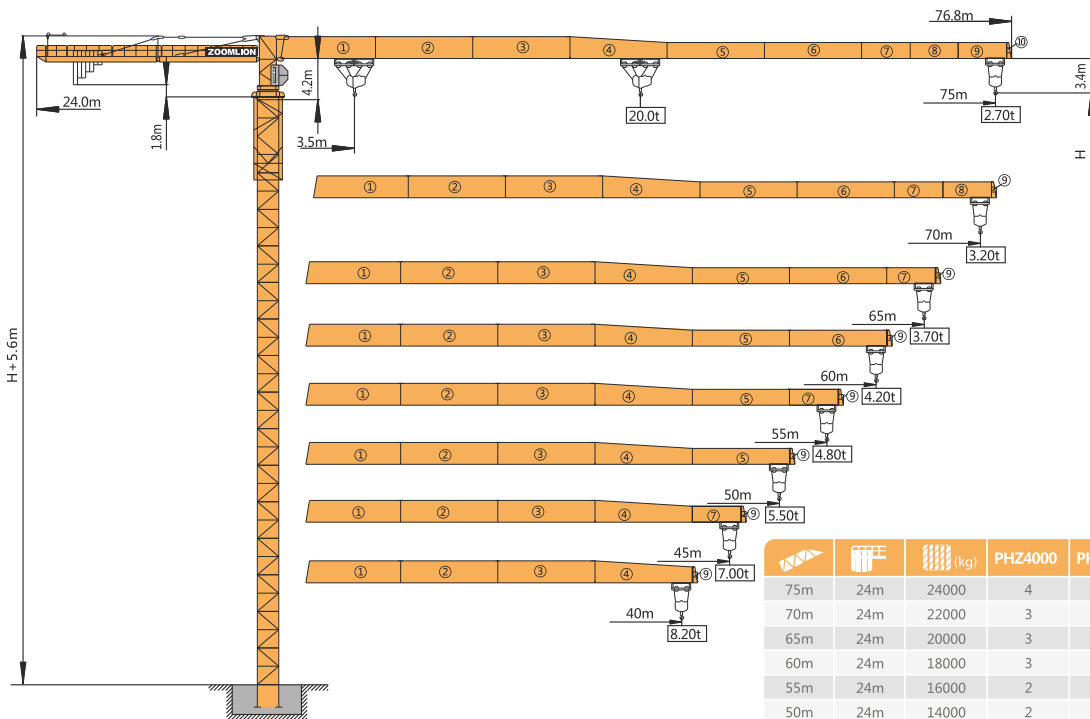 76.8m
ZOOMLION
① ② ③ ④ ⑤ ⑥ ⑦ ⑧ ⑨ ⑩
4.2m
3.4m
24.0m
1.8m
3.5m
20.0t
75m
2.70t
H
① ② ③ ④ ⑤ ⑥ ⑦ ⑧ ⑨
70m
3.20t
① ② ③ ④ ⑤ ⑥ ⑦ ⑨
65m
3.70t
① ② ③ ④ ⑤ ⑥ ⑨
60m
4.20t
H+5.6m
① ② ③ ④ ⑤ ⑦ ⑨
55m
4.80t
① ② ③ ④ ⑤ ⑨
50m
5.50t
① ② ③ ④ ⑦ ⑨
45m
7.00t
① ② ③ ④ ⑨
40m
8.20t
(kg) PHZ4000 PH
75m 24m 24000 4
70m 24m 22000 3
65m 24m 20000 3
60m 24m 18000 3
55m 24m 16000 2
50m 24m 14000 2